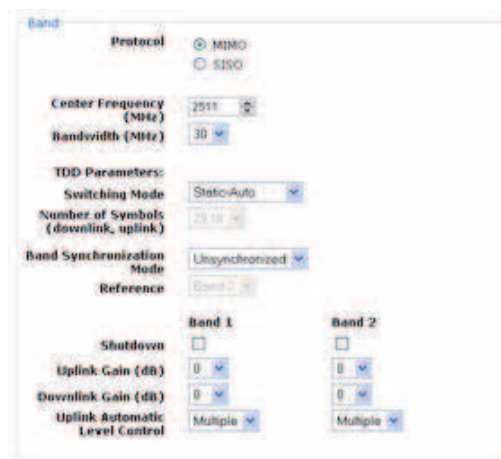 Band
Protocol
MIMO
SISO
Center Frequency (MHz) 2511
Bandwidth (MHz) 30
TDD Parameters:
Switching Mode Static-Auto
Number of Symbols (downlink, uplink)
Band Synchronization Mode Unsynchronized
Reference Band 2
Band 1 Band 2
Shutdown
Uplink Gain (dB) 0 0
Downlink Gain (dB) 0 0
Uplink Automatic Level Control Multiple Multiple